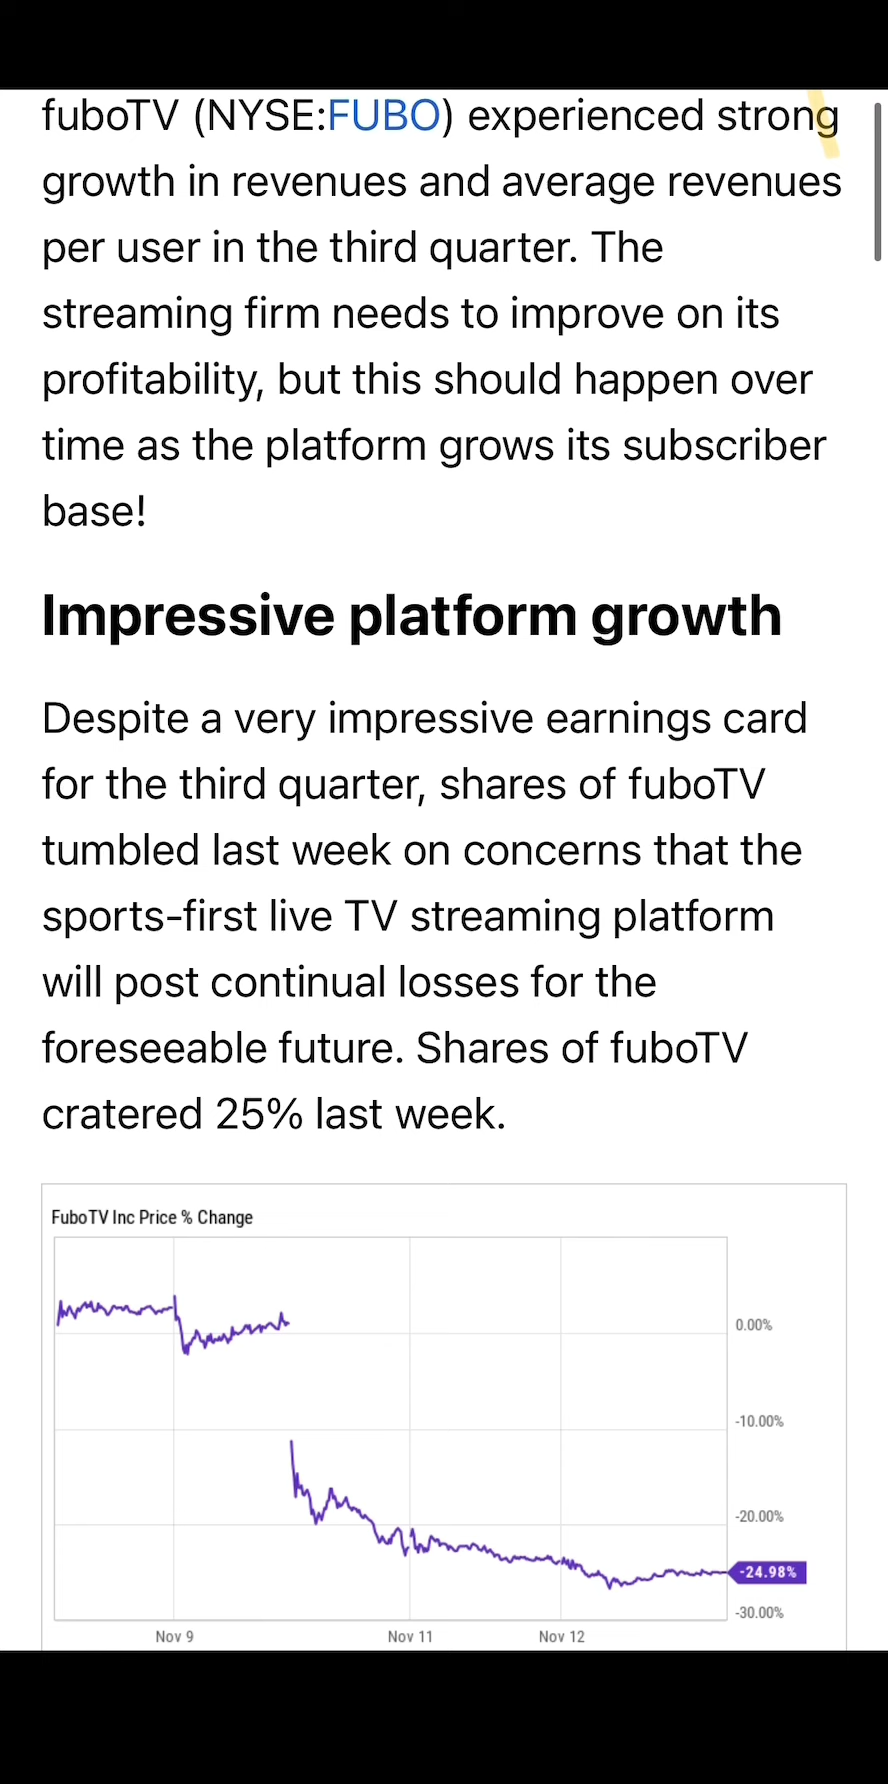 fuboTV (NYSE:FUBO) experienced strong
growth in revenues and average revenues
per user in the third quarter. The
streaming firm needs to improve on its
profitability, but this should happen over
time as the platform grows its subscriber
base!
Impressive platform growth
Despite a very impressive earnings card
for the third quarter, shares of fuboTV
tumbled last week on concerns that the
sports-first live TV streaming platform
will post continual losses for the
foreseeable future. Shares of fuboTV
cratered 25% last week.
FuboTV Inc Price % Change
0.00%
-10.00%
-20.00%
-24.98%
-30.00%
Nov 9 Nov 11 Nov 12